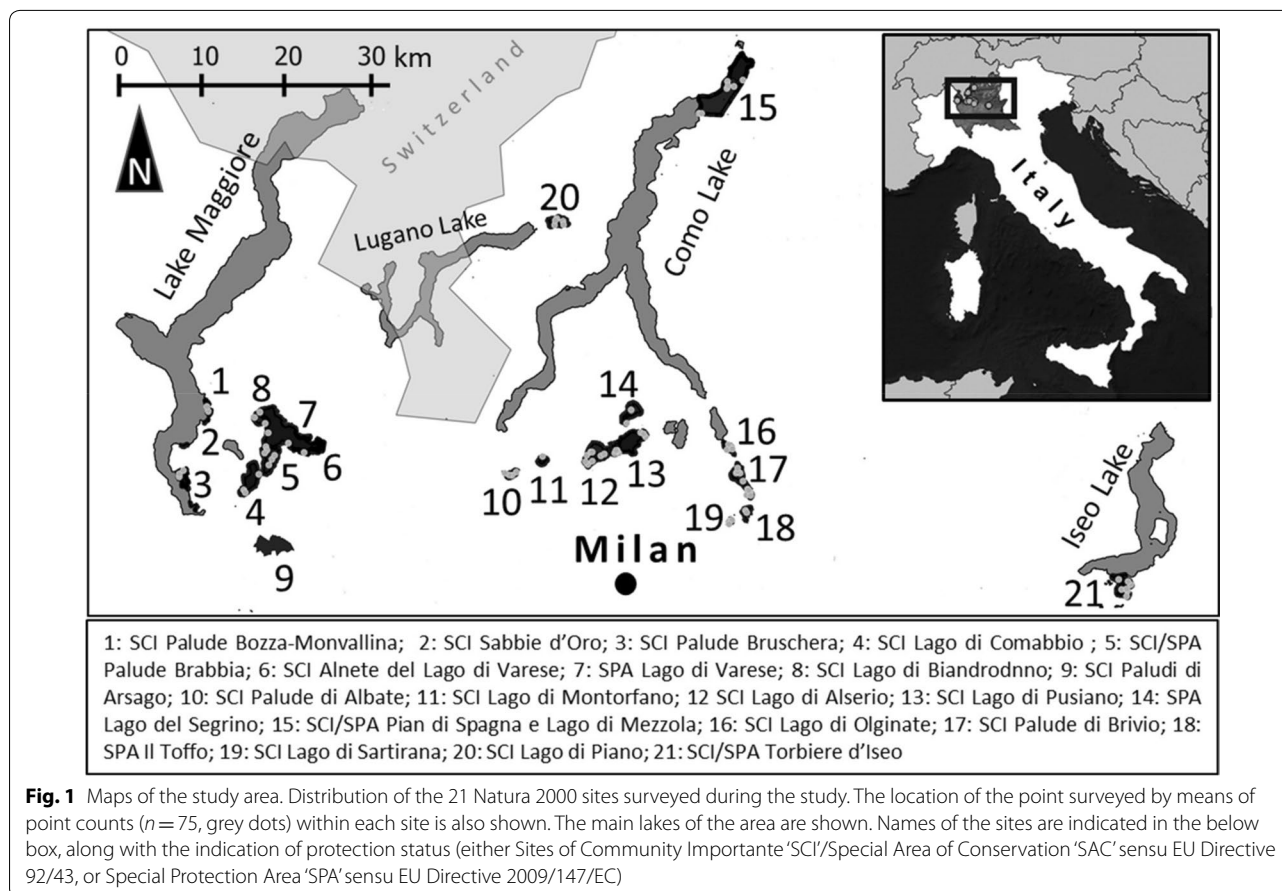 0 10 20 30 km
N
Switzerland
Lake Maggiore
Lugano Lake
Como Lake
Iseo Lake
Italy
15
20
1
8
7
14
2
6
16
3
5
13
17
4
10
11
12
19
18
9
Milan
21
1: SCI Palude Bozza-Monvallina; 2: SCI Sabbie d'Oro; 3: SCI Palude Bruschera; 4: SCI Lago di Comabbio ; 5: SCI/SPA
Palude Brabbia; 6: SCI Alnete del Lago di Varese; 7: SPA Lago di Varese; 8: SCI Lago di Biandrodnno; 9: SCI Paludi di
Arsago; 10: SCI Palude di Albate; 11: SCI Lago di Montorfano; 12 SCI Lago di Alserio; 13: SCI Lago di Pusiano; 14: SPA
Lago del Segrino; 15: SCI/SPA Pian di Spagna e Lago di Mezzola; 16: SCI Lago di Olginate; 17: SCI Palude di Brivio; 18:
SPA Il Toffo; 19: SCI Lago di Sartirana; 20: SCI Lago di Piano; 21: SCI/SPA Torbiere d'Iseo
Fig. 1 Maps of the study area. Distribution of the 21 Natura 2000 sites surveyed during the study. The location of the point surveyed by means of
point counts (n = 75, grey dots) within each site is also shown. The main lakes of the area are shown. Names of the sites are indicated in the below
box, along with the indication of protection status (either Sites of Community Importante 'SCI'/Special Area of Conservation 'SAC' sensu EU Directive
92/43, or Special Protection Area 'SPA' sensu EU Directive 2009/147/EC)